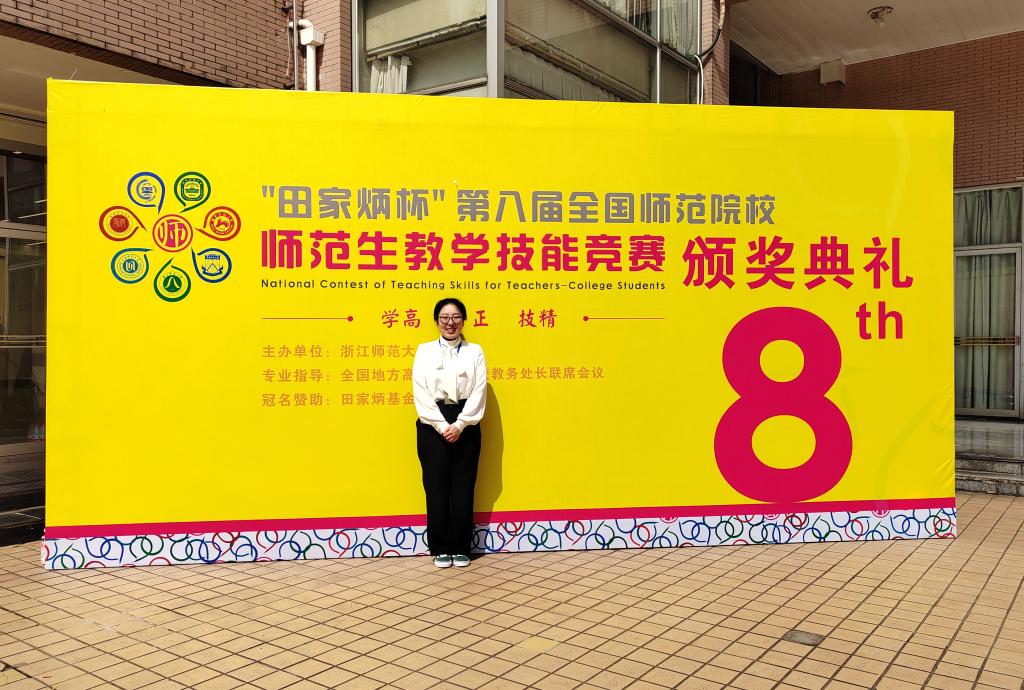 "田家炳杯" 第八届全国师范院校
师范生教学技能竞赛 颁奖典礼
National Contest of Teaching Skills for Teachers-College Students
学高 正 技精
8th
主办单位：浙江师范大
专业指导：全国地方高 教务处长联席会议
冠名赞助：田家炳基金
师